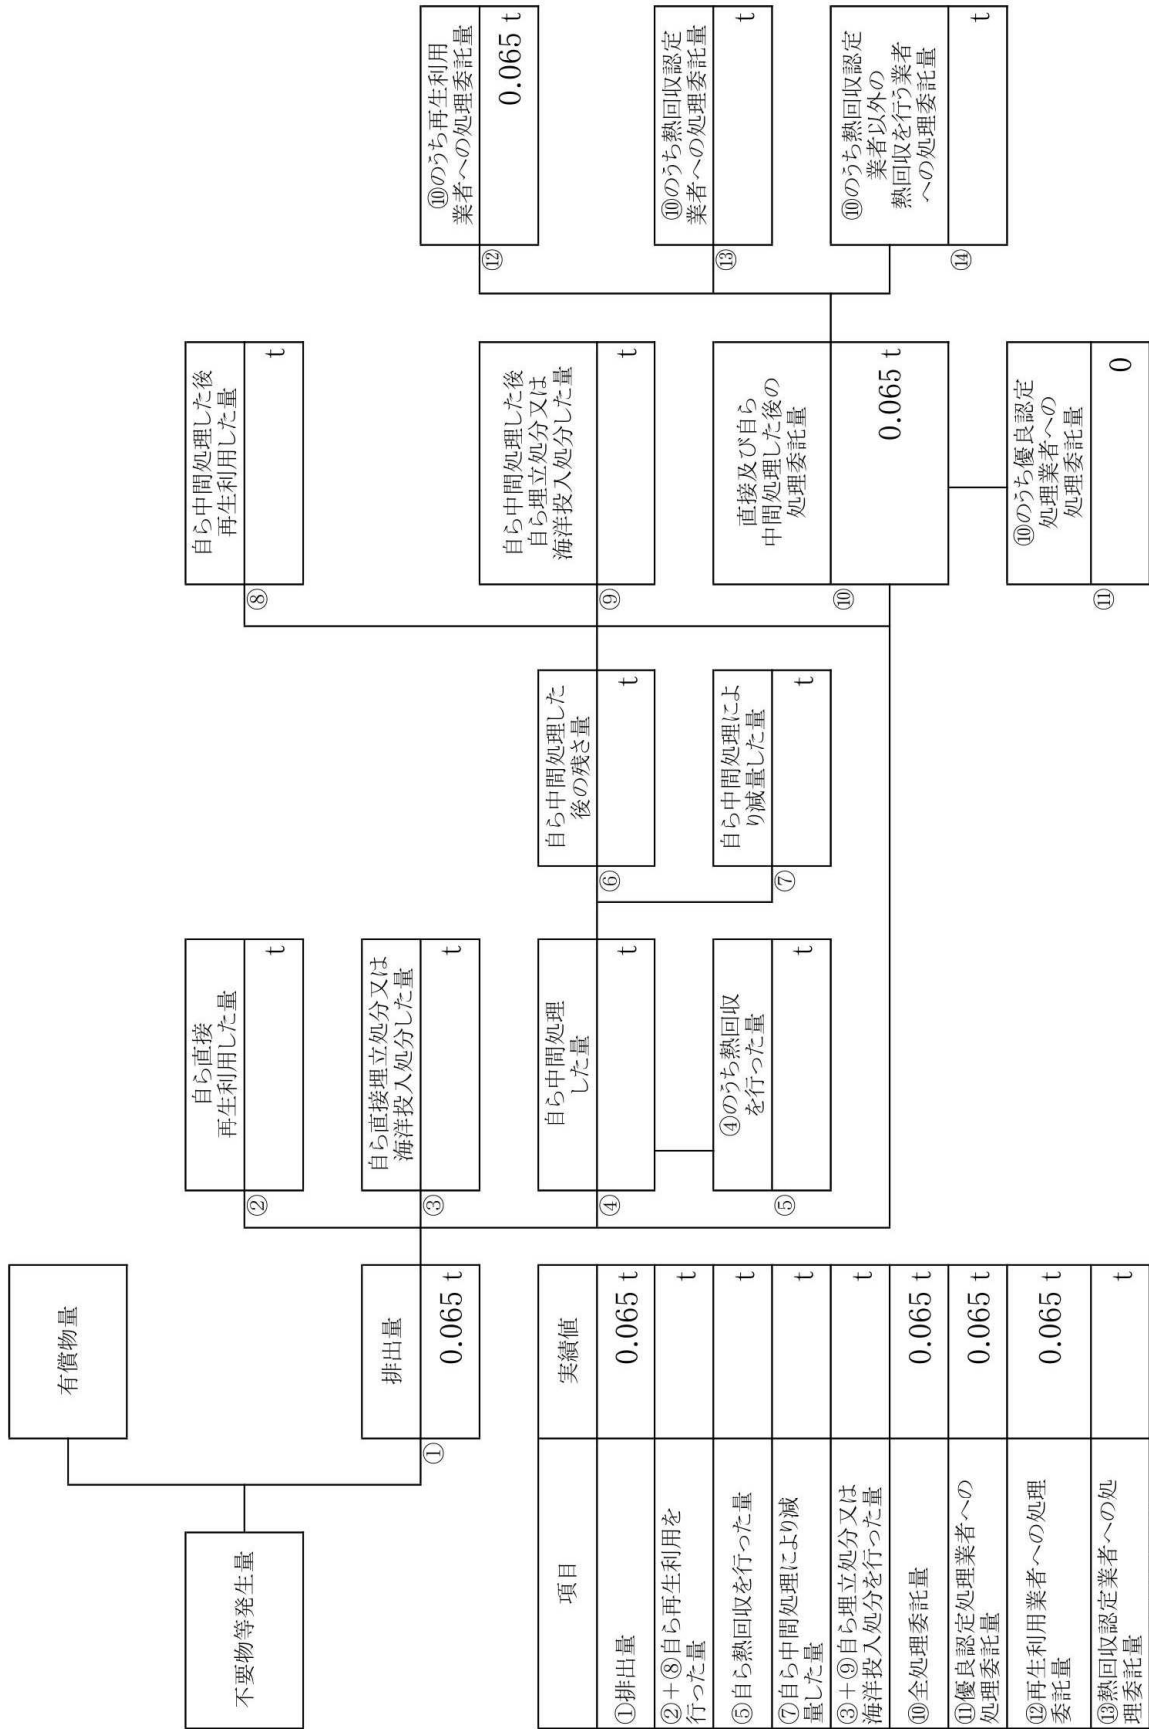 不要物等発生量
有償物量
①
排出量
0.065 t
②
自ら直接
再生利用した量
t
③
自ら直接埋立処分又は
海洋投入処分した量
t
④
自ら中間処理
した量
t
⑤
④のうち熱回収
を行った量
t
⑥
自ら中間処理した
後の残さ量
t
⑦
自ら中間処理によ
り減量した量
t
⑧
自ら中間処理した後
再生利用した量
t
⑨
自ら中間処理した後
自ら埋立処分又は
海洋投入処分した量
t
⑩
直接及び自ら
中間処理した後の
処理委託量
0.065 t
⑪
⑩のうち優良認定
処理業者への
処理委託量
0
⑫
⑩のうち再生利用
業者への処理委託量
0.065 t
⑬
⑩のうち熱回収認定
業者への処理委託量
t
⑭
⑩のうち熱回収認定
業者以外の
熱回収を行う業者
への処理委託量
t
項目
実績値
①排出量
0.065 t
②+⑧自ら再生利用を
行った量
t
⑤自ら熱回収を行った量
t
⑦自ら中間処理により減
量した量
t
③+⑨自ら埋立処分又は
海洋投入処分を行った量
t
⑩全処理委託量
0.065 t
⑪優良認定処理業者への
処理委託量
0.065 t
⑫再生利用業者への処理
委託量
0.065 t
⑬熱回収認定業者への処
理委託量
t